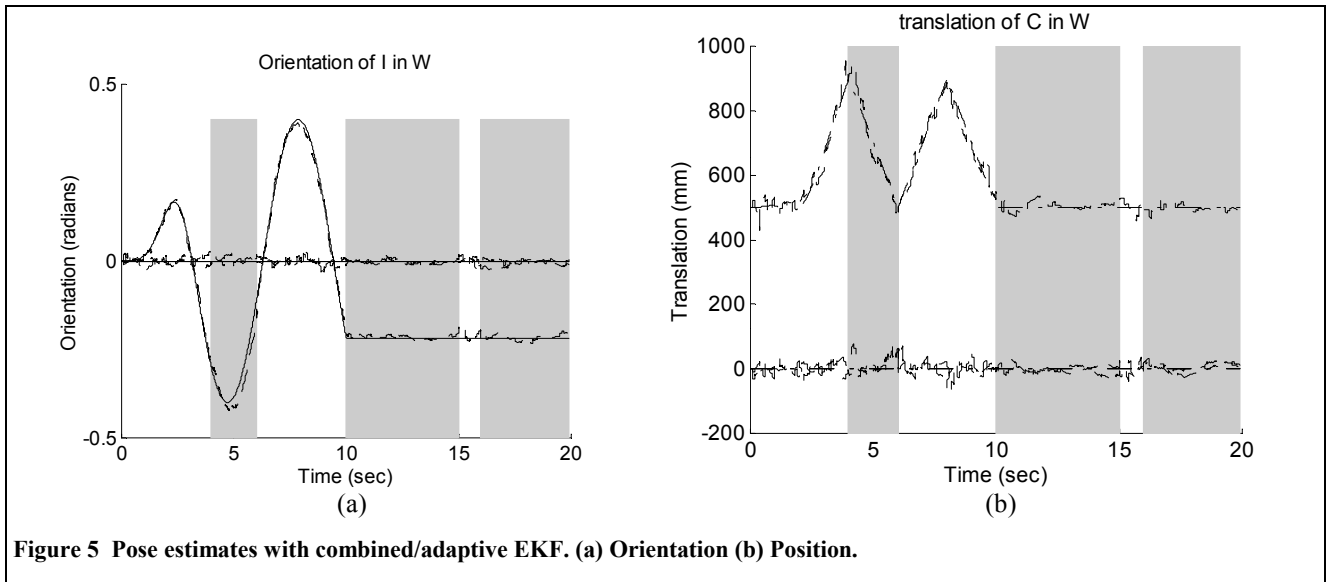 Orientation of I in W
0.5
0
-0.5
Orientation (radians)
0
5
10
15
20
Time (sec)
(a)
translation of C in W
1000
800
600
400
200
0
-200
Translation (mm)
0
5
10
15
20
Time (sec)
(b)
Figure 5 Pose estimates with combined/adaptive EKF. (a) Orientation (b) Position.